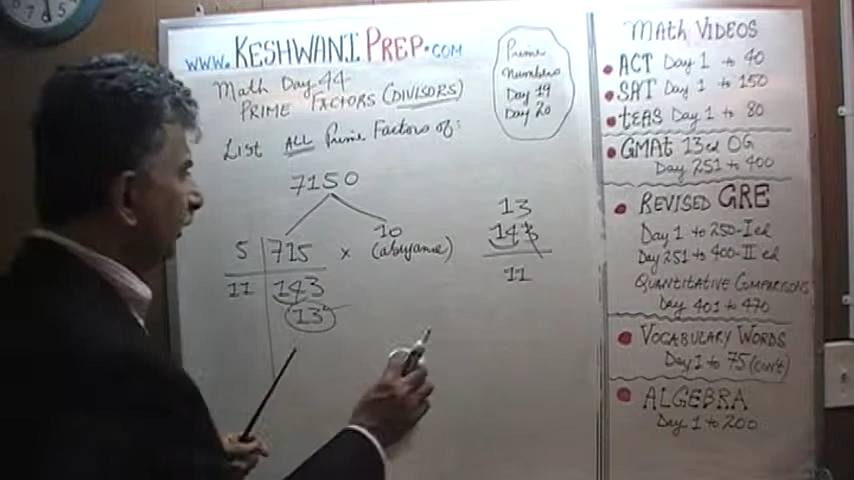 www.KESHWANIPREP.COM
Math Day 44
PRIME FACTORS (DIVISORS)
List ALL Prime Factors of:
7150
5 715 x 10
11 143
13
Prime
Numbers
Day 19
Day 20
13
143
11
MATH VIDEOS
ACT Day 1 to 40
SAT Day 1 to 150
TEAS Day 1 to 80
GMAT 13ed OG
Day 251 to 400
REVISED GRE
Day 1 to 250-I ed
Day 251 to 400-II ed
QUANTITATIVE COMPARISONS
Day 401 to 470
VOCABULARY WORDS
Day 1 to 75 (con't)
ALGEBRA
Day 1 to 200